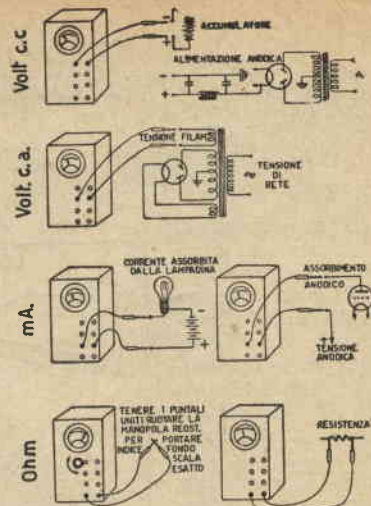 Volt c.c
ACCUMULATORE
ALIMENTAZIONE ANODICA
Volt. c.a.
TENSIONE FILAM.
TENSIONE
DI
RETE
mA.
CORRENTE ASSORBITA
DALLA LAMPADINA
ASSORBIMENTO
ANODICO
TENSIONE
ANODICA
Ohm
TENERE I PUNTALI
UNITI RUOTARE LA
MANOPOLA REOST.
PER PORTARE
INDICE FONDO
SCALA
ESATTO
RESISTENZA